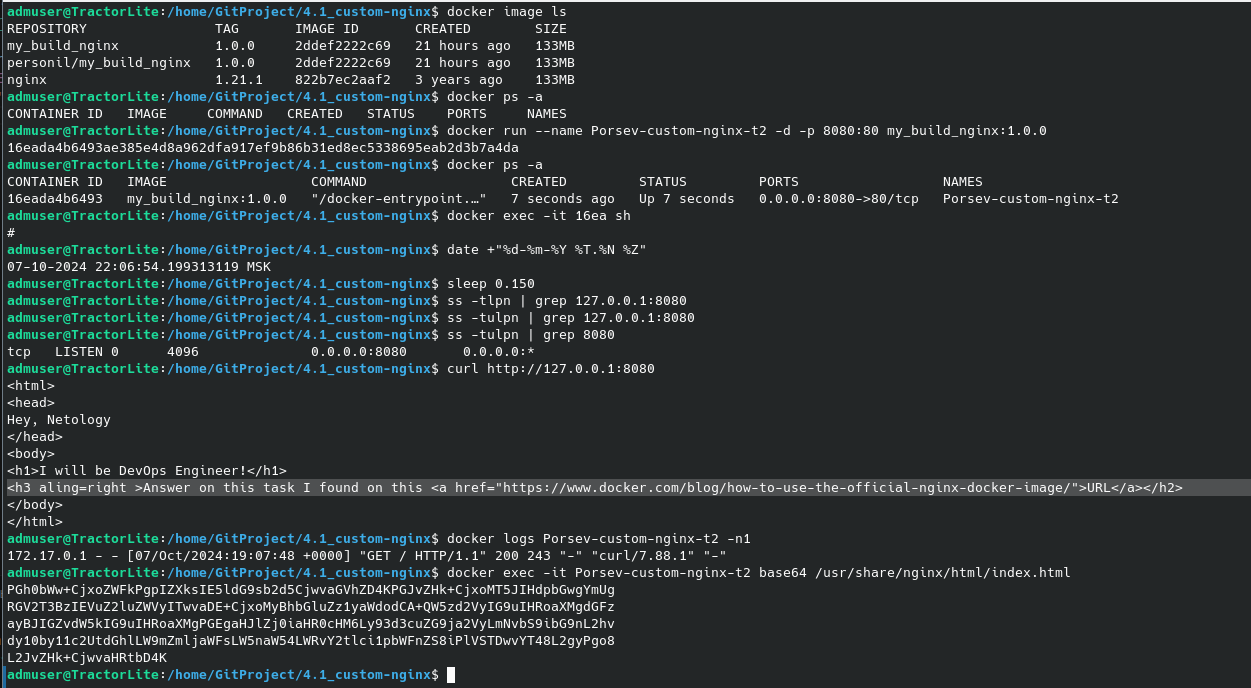 admuser@TractorLite:/home/GitProject/4.1_custom-nginx$ docker image ls
REPOSITORY                TAG       IMAGE ID       CREATED        SIZE
my_build_nginx            1.0.0     2ddef2222c69   21 hours ago   133MB
personil/my_build_nginx   1.0.0     2ddef2222c69   21 hours ago   133MB
nginx                     1.21.1    822b7ec2aaf2   3 years ago    133MB
admuser@TractorLite:/home/GitProject/4.1_custom-nginx$ docker ps -a
CONTAINER ID   IMAGE     COMMAND   CREATED   STATUS    PORTS     NAMES
admuser@TractorLite:/home/GitProject/4.1_custom-nginx$ docker run --name Porsev-custom-nginx-t2 -d -p 8080:80 my_build_nginx:1.0.0
16eada4b6493ae385e4d8a962dfa917ef9b86b31ed8ec5338695eab2d3b7a4da
admuser@TractorLite:/home/GitProject/4.1_custom-nginx$ docker ps -a
CONTAINER ID   IMAGE                  COMMAND                  CREATED         STATUS         PORTS                  NAMES
16eada4b6493   my_build_nginx:1.0.0   "/docker-entrypoint.…"   7 seconds ago   Up 7 seconds   0.0.0.0:8080->80/tcp   Porsev-custom-nginx-t2
admuser@TractorLite:/home/GitProject/4.1_custom-nginx$ docker exec -it 16ea sh
#
admuser@TractorLite:/home/GitProject/4.1_custom-nginx$ date +"%d-%m-%Y %T.%N %Z"
07-10-2024 22:06:54.199313119 MSK
admuser@TractorLite:/home/GitProject/4.1_custom-nginx$ sleep 0.150
admuser@TractorLite:/home/GitProject/4.1_custom-nginx$ ss -tlpn | grep 127.0.0.1:8080
admuser@TractorLite:/home/GitProject/4.1_custom-nginx$ ss -tulpn | grep 127.0.0.1:8080
admuser@TractorLite:/home/GitProject/4.1_custom-nginx$ ss -tulpn | grep 8080
tcp   LISTEN 0      4096              0.0.0.0:8080       0.0.0.0:*
admuser@TractorLite:/home/GitProject/4.1_custom-nginx$ curl http://127.0.0.1:8080
<html>
<head>
Hey, Netology
</head>
<body>
<h1>I will be DevOps Engineer!</h1>
<h3 aling=right >Answer on this task I found on this <a href="https://www.docker.com/blog/how-to-use-the-official-nginx-docker-image/">URL</a></h2>
</body>
</html>
admuser@TractorLite:/home/GitProject/4.1_custom-nginx$ docker logs Porsev-custom-nginx-t2 -n1
172.17.0.1 - - [07/Oct/2024:19:07:48 +0000] "GET / HTTP/1.1" 200 243 "-" "curl/7.88.1" "-"
admuser@TractorLite:/home/GitProject/4.1_custom-nginx$ docker exec -it Porsev-custom-nginx-t2 base64 /usr/share/nginx/html/index.html
PGh0bWw+CjxoZWFkPgpIZXksIE5ldG9sb2d5CjwvaGVhZD4KPGJvZHk+CjxoMT5JIHdpbGwgYmUg
RGV2T3BzIEVuZ2luZWVyITwvaDE+CjxoMyBhbGluZz1yaWdodCA+QW5zd2VyIG9uIHRoaXMgdGFz
ayBJIGZvdW5kIG9uIHRoaXMgPGEgaHJlZj0iaHR0cHM6Ly93d3cuZG9ja2VyLmNvbS9ibG9nL2hv
dy10by11c2UtdGhlLW9mZmljaWFsLW5naW54LWRvY2tlci1pbWFnZS8iPlVSTDwvYT48L2gyPgo8
L2JvZHk+CjwvaHRtbD4K
admuser@TractorLite:/home/GitProject/4.1_custom-nginx$